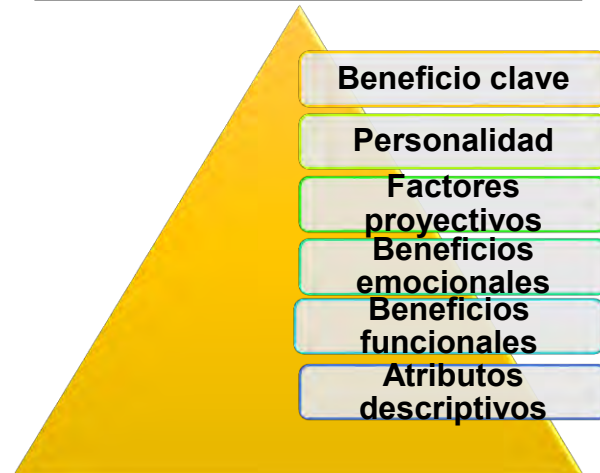 Beneficio clave
Personalidad
Factores
proyectivos
Beneficios
emocionales
Beneficios
funcionales
Atributos
descriptivos